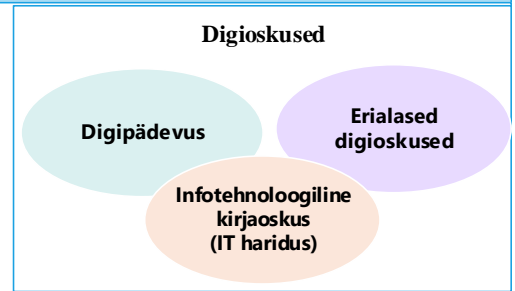 Digioskused
Digipädevus
Erialased
digioskused
Infotehnoloogiline
kirjaoskus
(IT haridus)